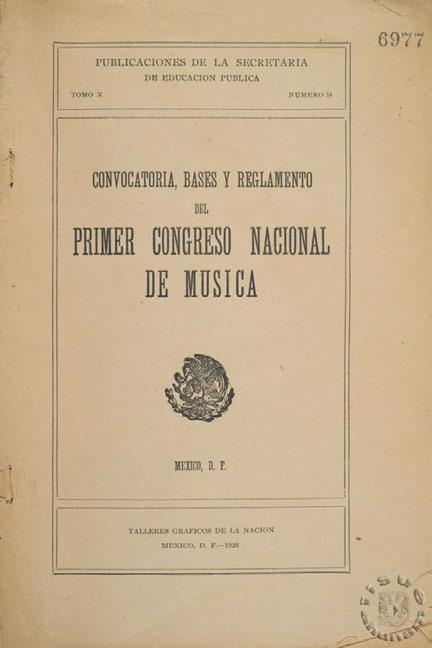 6977
PUBLICACIONES DE LA SECRETARIA
DE EDUCACION PUBLICA
TOMO X NUMERO 14
CONVOCATORIA, BASES Y REGLAMENTO
DEL
PRIMER CONGRESO NACIONAL
DE MUSICA
MEXICO, D. F.
TALLERES GRAFICOS DE LA NACION
MEXICO, D. F.—1926